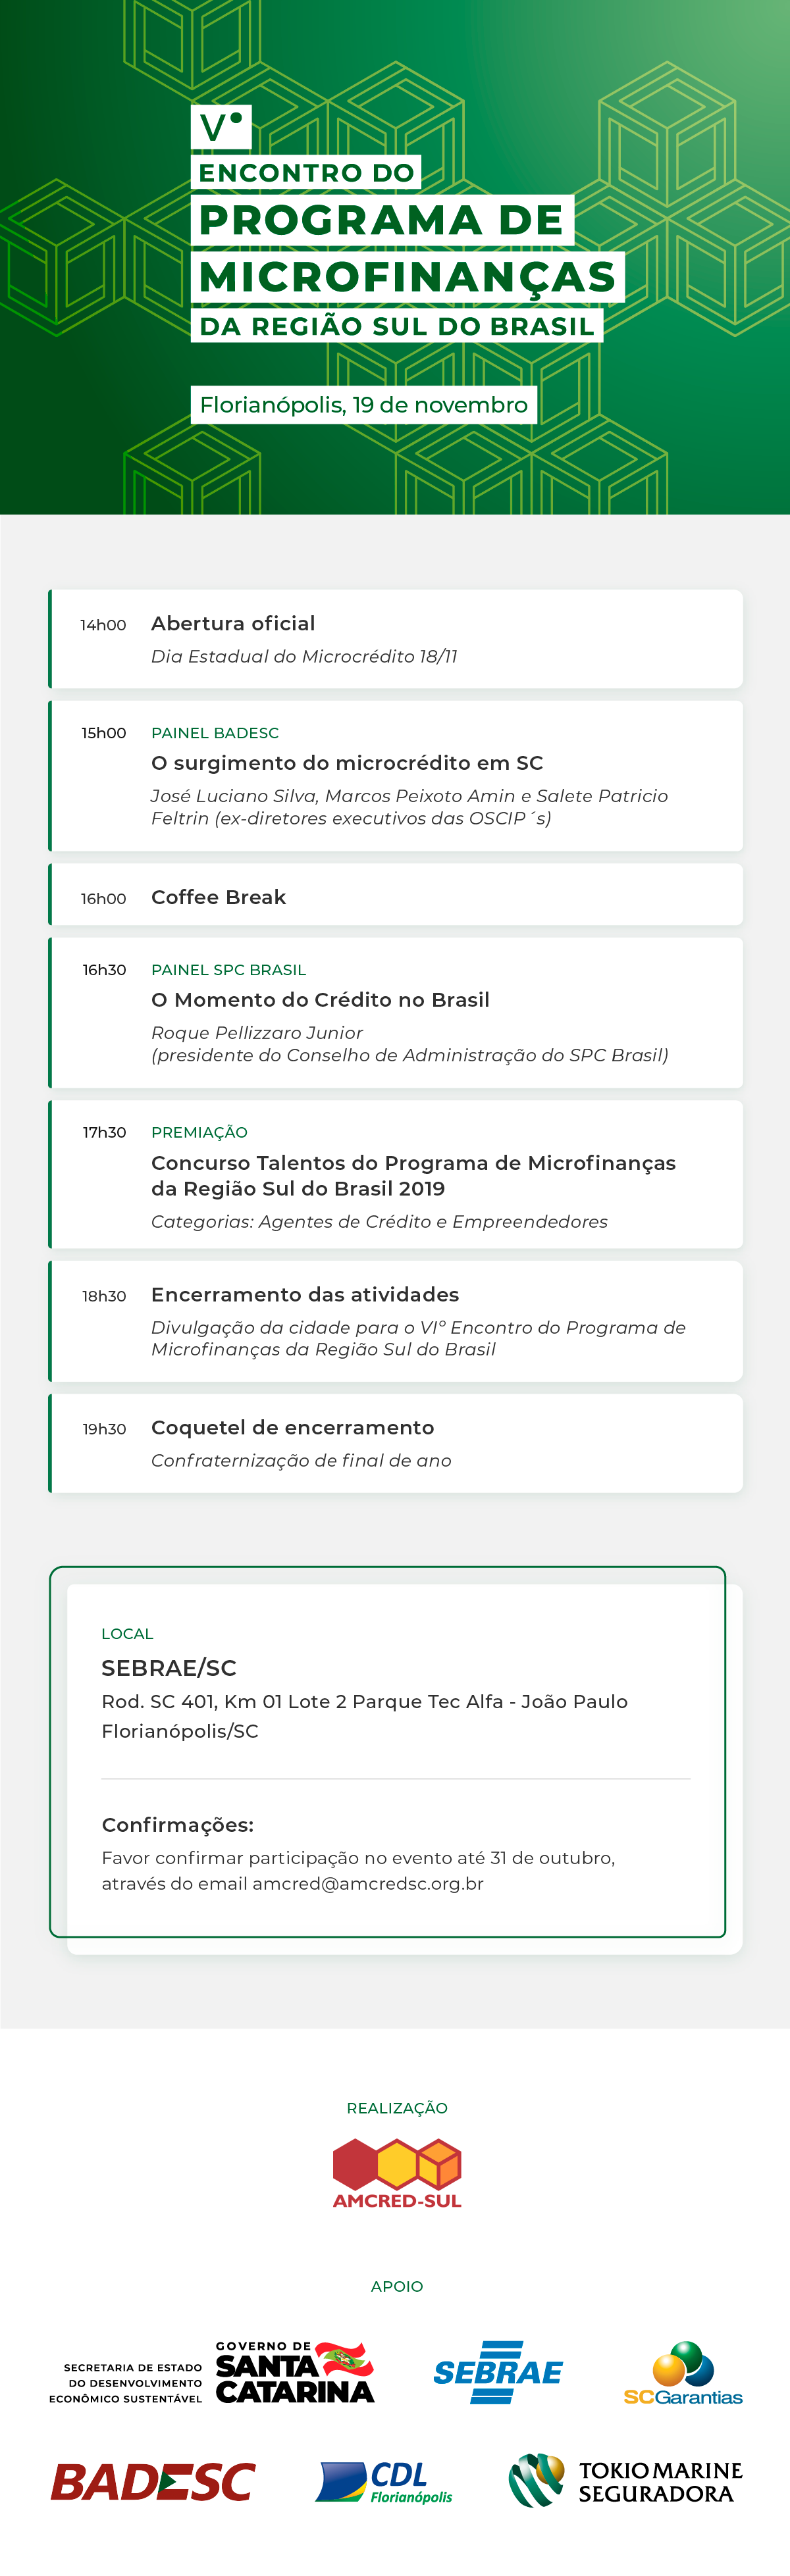 V°
ENCONTRO DO
PROGRAMA DE
MICROFINANÇAS
DA REGIÃO SUL DO BRASIL
Florianópolis, 19 de novembro
14h00 Abertura oficial
Dia Estadual do Microcrédito 18/11
15h00 PAINEL BADESC
O surgimento do microcrédito em SC
José Luciano Silva, Marcos Peixoto Amin e Salete Patricio
Feltrin (ex-diretores executivos das OSCIP´s)
16h00 Coffee Break
16h30 PAINEL SPC BRASIL
O Momento do Crédito no Brasil
Roque Pellizzaro Junior
(presidente do Conselho de Administração do SPC Brasil)
17h30 PREMIAÇÃO
Concurso Talentos do Programa de Microfinanças
da Região Sul do Brasil 2019
Categorias: Agentes de Crédito e Empreendedores
18h30 Encerramento das atividades
Divulgação da cidade para o VIº Encontro do Programa de
Microfinanças da Região Sul do Brasil
19h30 Coquetel de encerramento
Confraternização de final de ano
LOCAL
SEBRAE/SC
Rod. SC 401, Km 01 Lote 2 Parque Tec Alfa - João Paulo
Florianópolis/SC
Confirmações:
Favor confirmar participação no evento até 31 de outubro,
através do email amcred@amcredsc.org.br
REALIZAÇÃO
AMCRED-SUL
APOIO
SECRETARIA DE ESTADO
DO DESENVOLVIMENTO
ECONÔMICO SUSTENTÁVEL
GOVERNO DE
SANTA
CATARINA
SEBRAE
SCGarantias
BADESC
CDL
Florianópolis
TOKIO MARINE
SEGURADORA